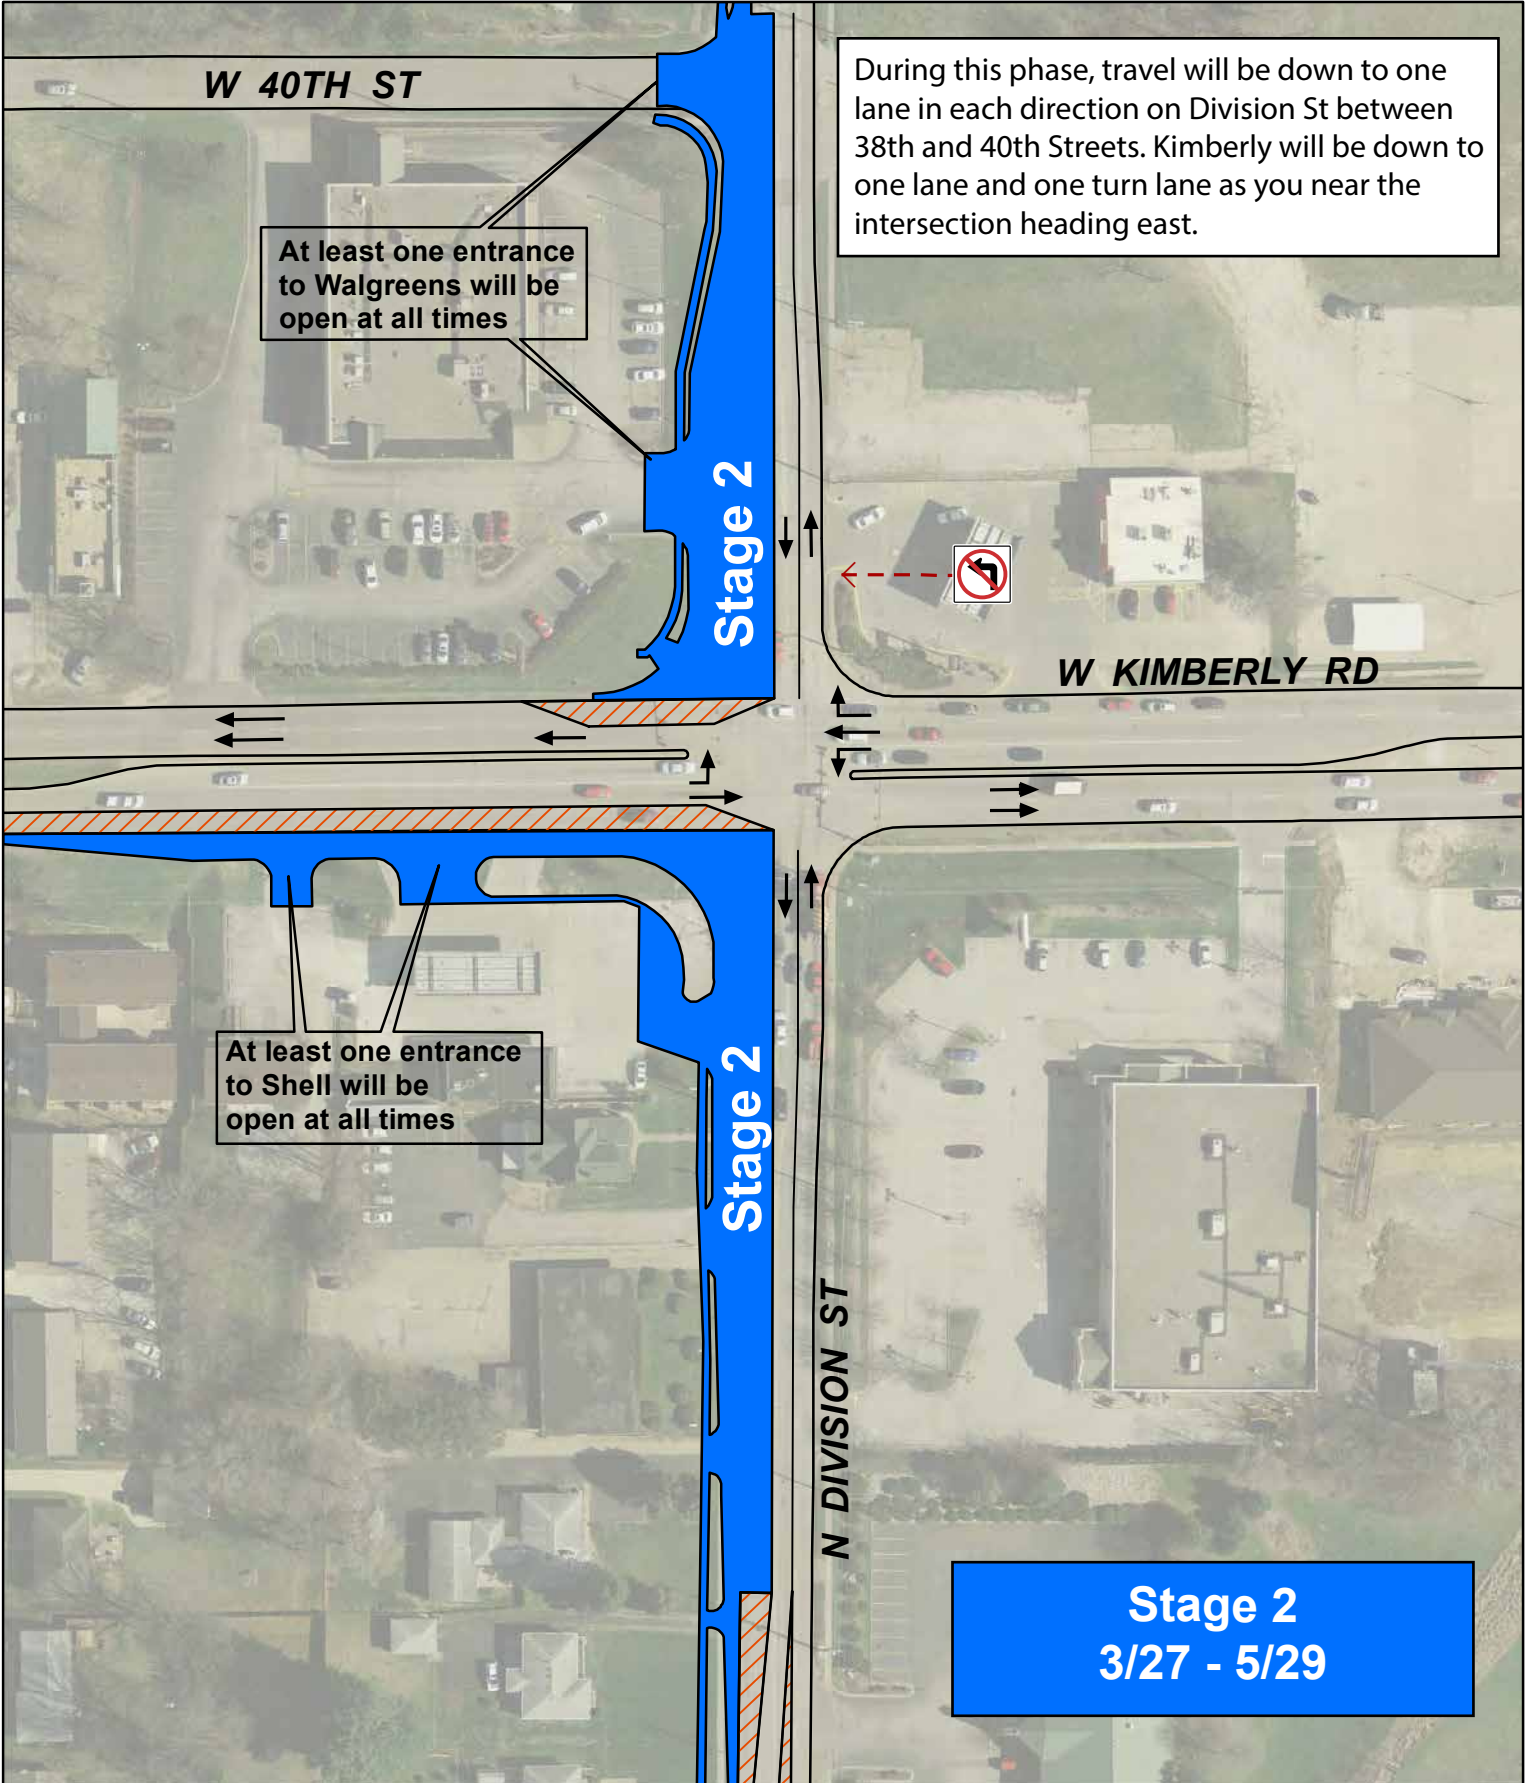 W 40TH ST
During this phase, travel will be down to one
lane in each direction on Division St between
38th and 40th Streets. Kimberly will be down to
one lane and one turn lane as you near the
intersection heading east.
At least one entrance
to Walgreens will be
open at all times
Stage 2
W KIMBERLY RD
At least one entrance
to Shell will be
open at all times
Stage 2
N DIVISION ST
Stage 2
3/27 - 5/29